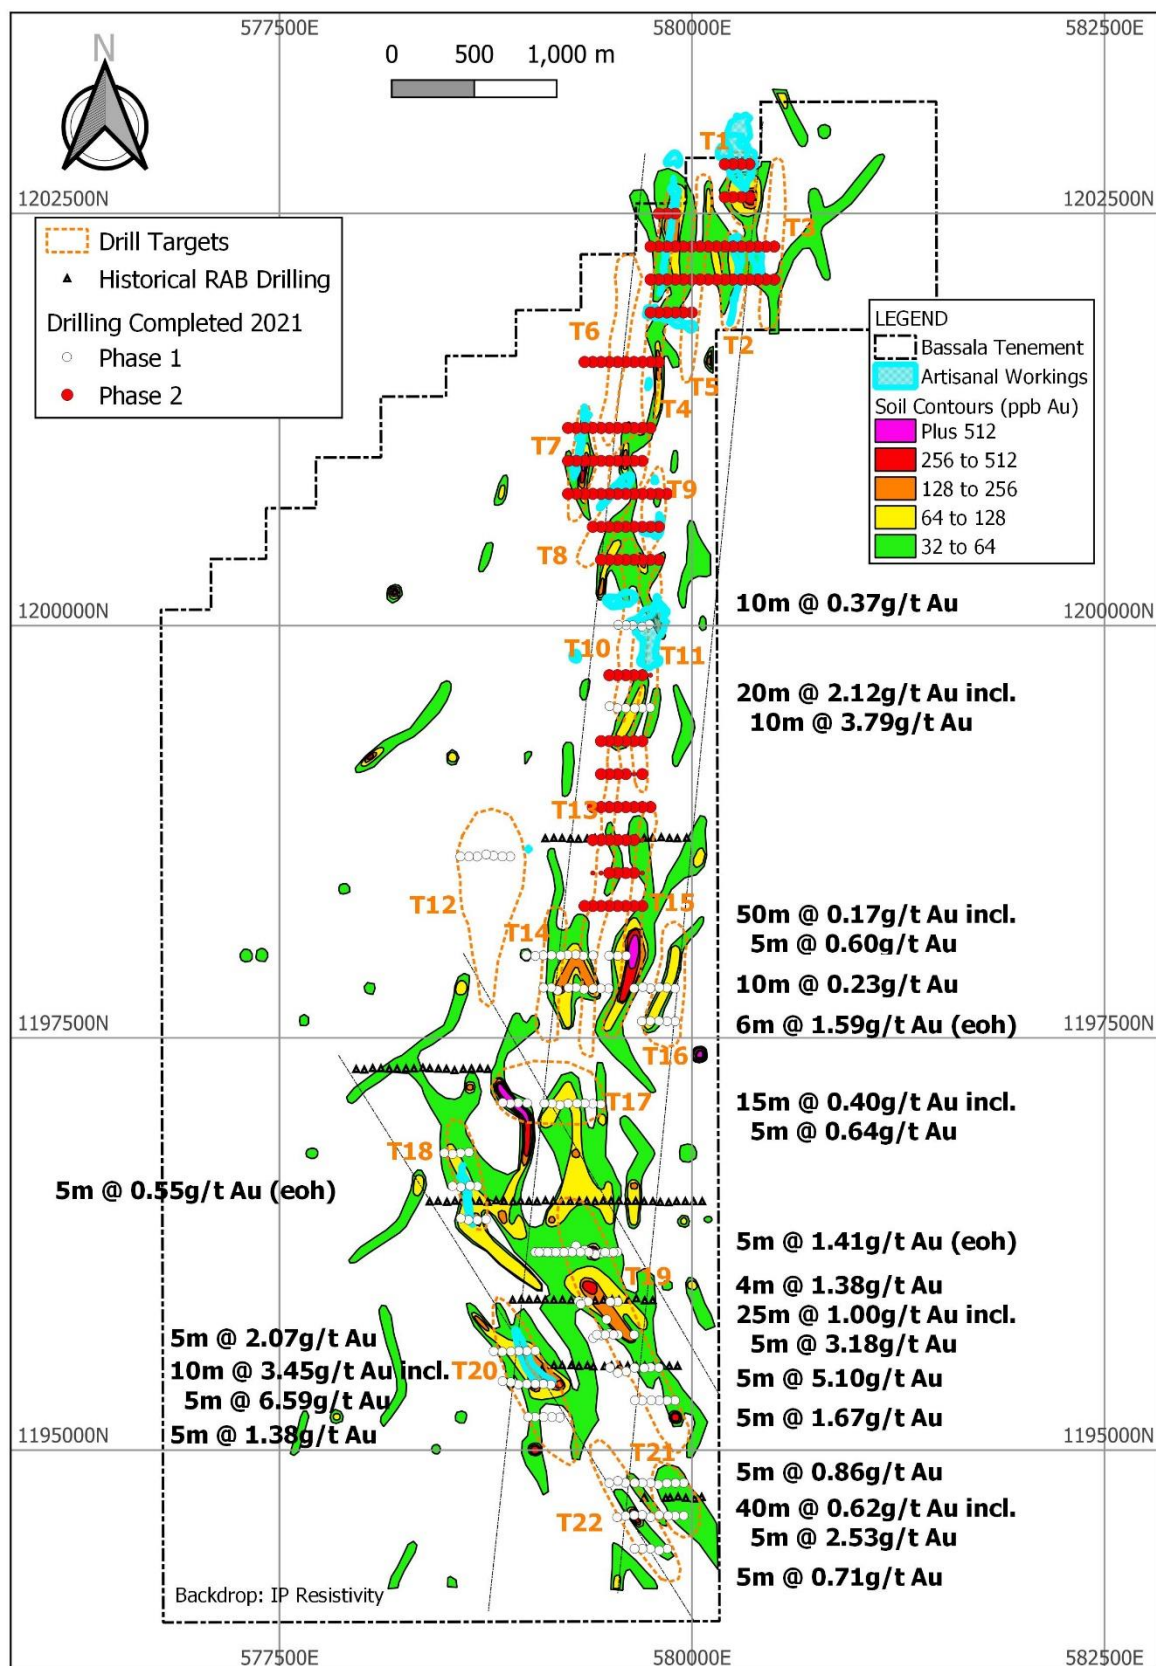 577500E
580000E
582500E
N
0 500 1,000 m
T1
1202500N
1202500N
Drill Targets
Historical RAB Drilling
Drilling Completed 2021
Phase 1
Phase 2
T3
LEGEND
Bassala Tenement
Artisanal Workings
Soil Contours (ppb Au)
Plus 512
256 to 512
128 to 256
64 to 128
32 to 64
T6
T2
T5
T4
T7
T9
T8
1200000N
1200000N
10m @ 0.37g/t Au
T10
T11
20m @ 2.12g/t Au incl.
10m @ 3.79g/t Au
T13
T12
T15
T14
50m @ 0.17g/t Au incl.
5m @ 0.60g/t Au
10m @ 0.23g/t Au
6m @ 1.59g/t Au (eoh)
1197500N
1197500N
T16
T17
15m @ 0.40g/t Au incl.
5m @ 0.64g/t Au
T18
5m @ 0.55g/t Au (eoh)
5m @ 1.41g/t Au (eoh)
T19
4m @ 1.38g/t Au
25m @ 1.00g/t Au incl.
5m @ 3.18g/t Au
5m @ 2.07g/t Au
10m @ 3.45g/t Au incl.
T20
5m @ 5.10g/t Au
5m @ 6.59g/t Au
5m @ 1.67g/t Au
5m @ 1.38g/t Au
1195000N
1195000N
T21
5m @ 0.86g/t Au
T22
40m @ 0.62g/t Au incl.
5m @ 2.53g/t Au
5m @ 0.71g/t Au
Backdrop: IP Resistivity
577500E
580000E
582500E